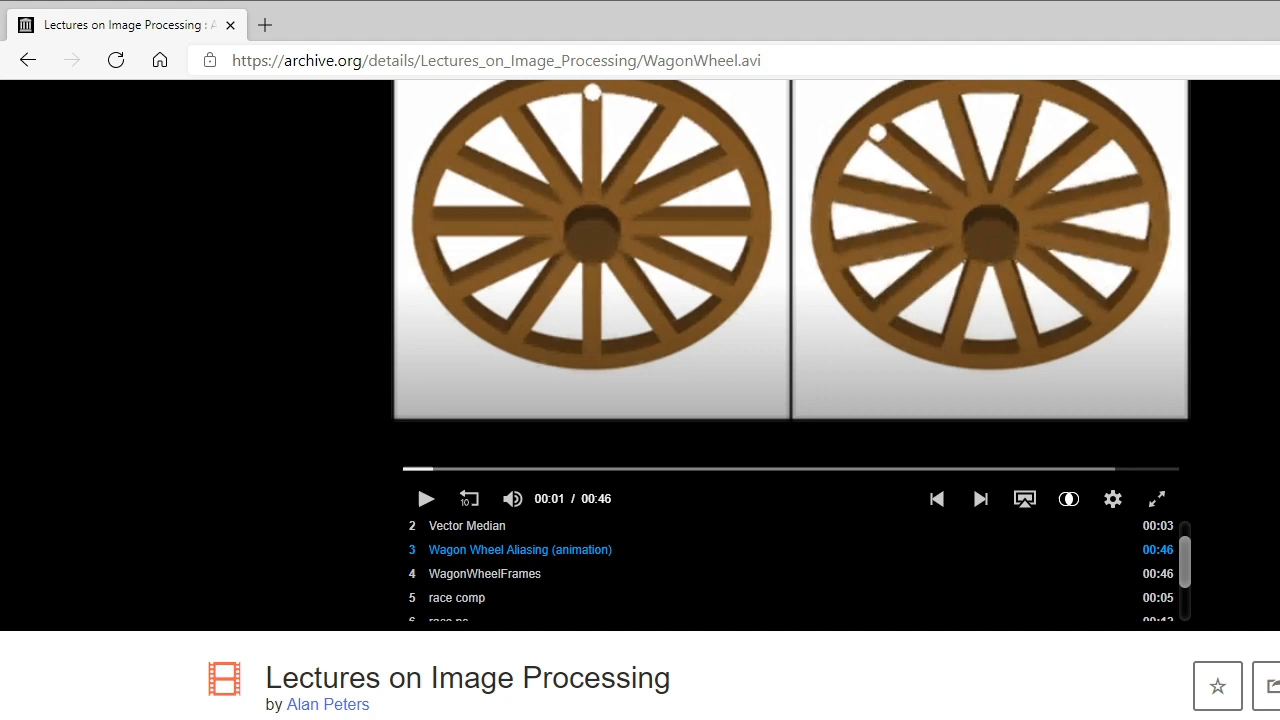 Lectures on Image Processing :
https://archive.org/details/Lectures_on_Image_Processing/WagonWheel.avi
10
00:01 / 00:46
2 Vector Median 00:03
3 Wagon Wheel Aliasing (animation) 00:46
4 WagonWheelFrames 00:46
5 race comp 00:05
Lectures on Image Processing
by Alan Peters